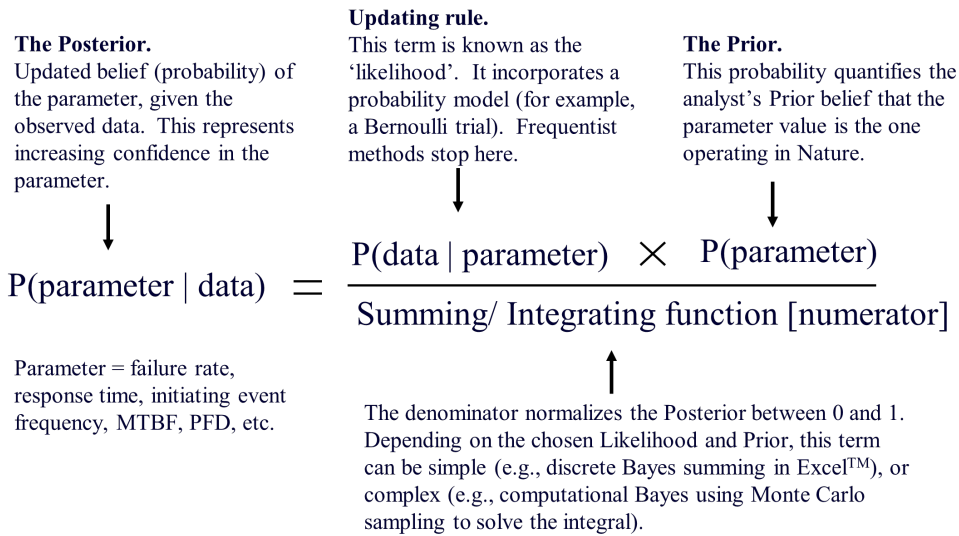 The Posterior.
Updated belief (probability) of
the parameter, given the
observed data.  This represents
increasing confidence in the
parameter.
Updating rule.
This term is known as the
‘likelihood’.  It incorporates a
probability model (for example,
a Bernoulli trial).  Frequentist
methods stop here.
The Prior.
This probability quantifies the
analyst’s Prior belief that the
parameter value is the one
operating in Nature.
P(parameter | data) =
P(data | parameter) × P(parameter)
Summing/ Integrating function [numerator]
Parameter = failure rate,
response time, initiating event
frequency, MTBF, PFD, etc.
The denominator normalizes the Posterior between 0 and 1.
Depending on the chosen Likelihood and Prior, this term
can be simple (e.g., discrete Bayes summing in Excel™), or
complex (e.g., computational Bayes using Monte Carlo
sampling to solve the integral).